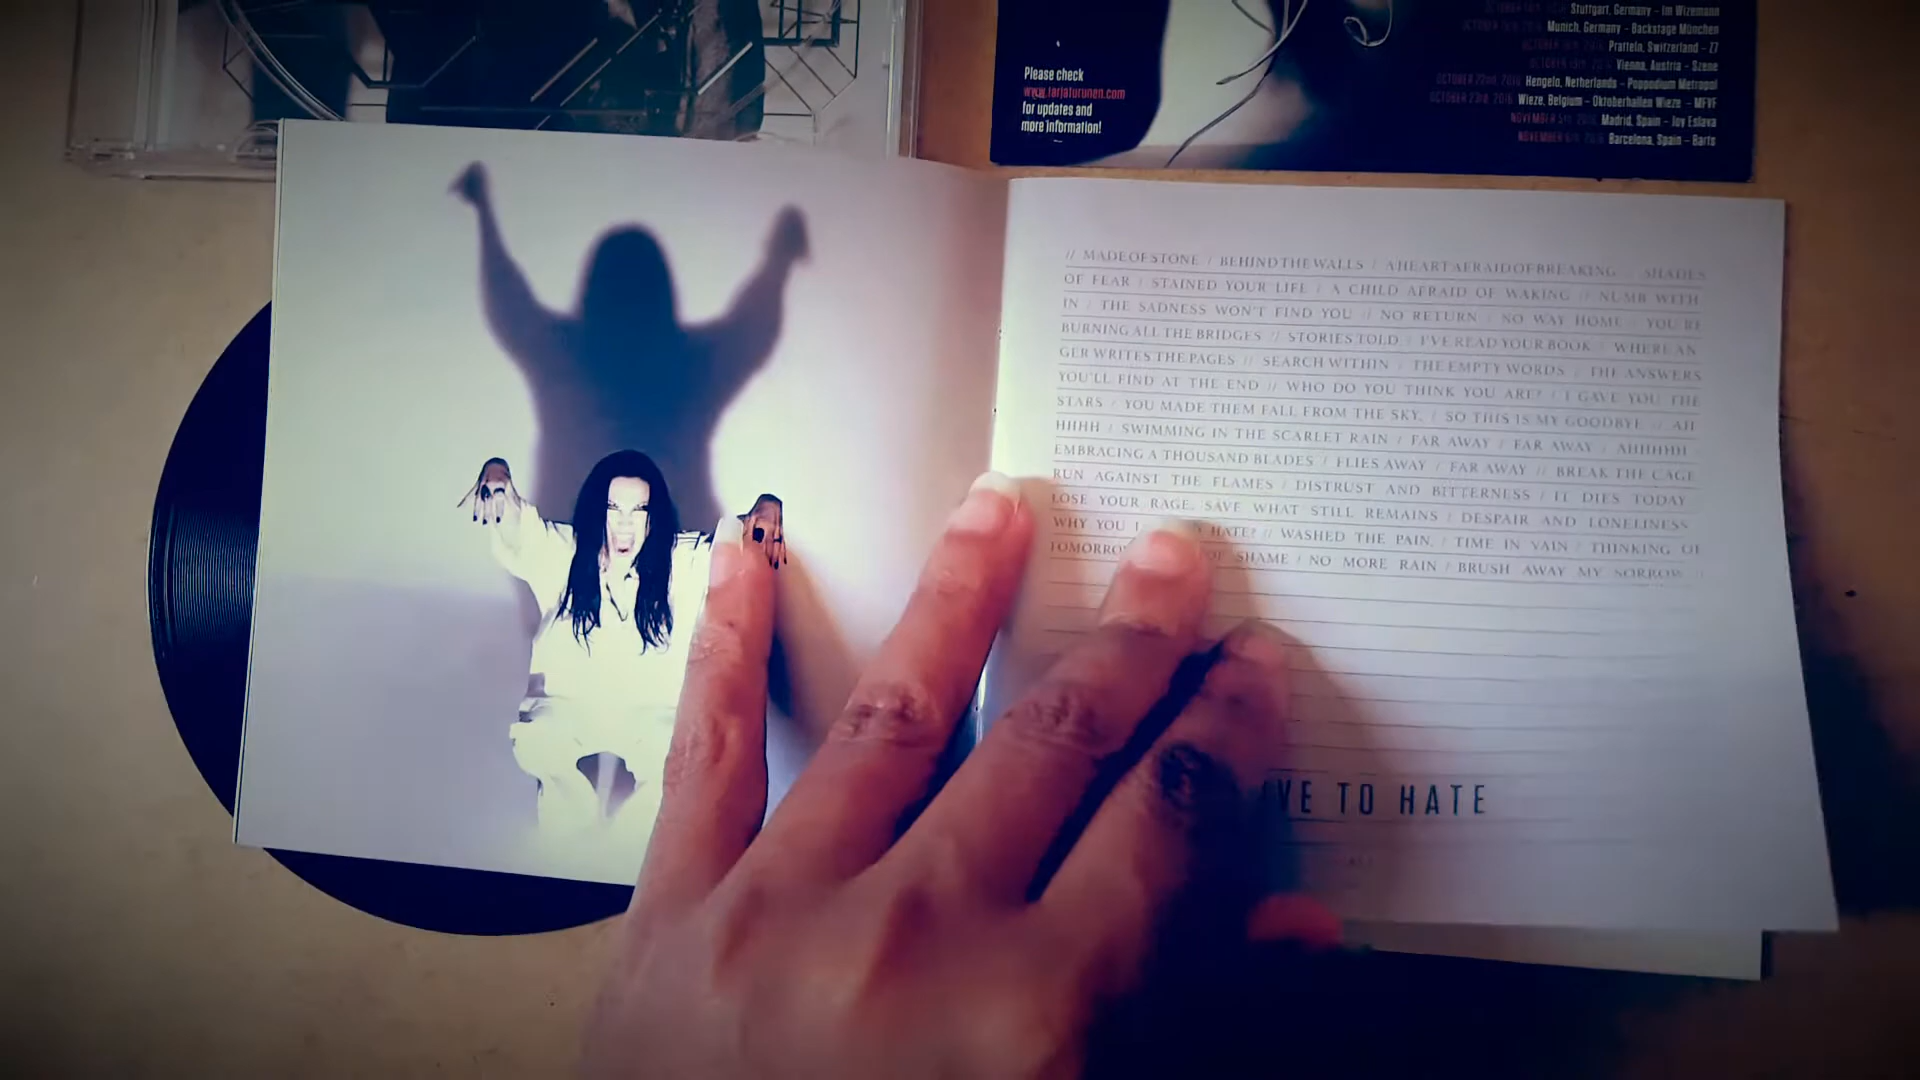 Stuttgart, Germany – Im Wizemann
Munich, Germany – Backstage München
Pratteln, Switzerland – Z7
Vienna, Austria – Szene
OCTOBER 22nd, 2016 Hengelo, Netherlands – Poppodium Metropol
OCTOBER 23rd, 2016 Wieze, Belgium – Oktoberhallen Wieze – MFVF
NOVEMBER 5th, 2016 Madrid, Spain – Joy Eslava
NOVEMBER 6th, 2016 Barcelona, Spain – Barts
Please check
www.tarjaturunen.com
for updates and
more information!
// MADE OF STONE / BEHIND THE WALLS / A HEART AFRAID OF BREAKING / SHADES
OF FEAR / STAINED YOUR LIFE / A CHILD AFRAID OF WAKING // NUMB WITH
IN / THE SADNESS WON'T FIND YOU // NO RETURN / NO WAY HOME / YOU'RE
BURNING ALL THE BRIDGES // STORIES TOLD / I'VE READ YOUR BOOK / WHERE AN
GER WRITES THE PAGES // SEARCH WITHIN / THE EMPTY WORDS / THE ANSWERS
YOU'LL FIND AT THE END // WHO DO YOU THINK YOU ARE? / I GAVE YOU THE
STARS / YOU MADE THEM FALL FROM THE SKY, / SO THIS IS MY GOODBYE // AH
HHHH / SWIMMING IN THE SCARLET RAIN / FAR AWAY / FAR AWAY / AHHHHH
EMBRACING A THOUSAND BLADES / FLIES AWAY / FAR AWAY // BREAK THE CAGE
RUN AGAINST THE FLAMES / DISTRUST AND BITTERNESS / IT DIES TODAY
LOSE YOUR RAGE, SAVE WHAT STILL REMAINS / DESPAIR AND LONELINESS
WHY YOU HATE? // WASHED THE PAIN, / TIME IN VAIN / THINKING OF
OF SHAME / NO MORE RAIN / BRUSH AWAY MY SORROW //
TO HATE